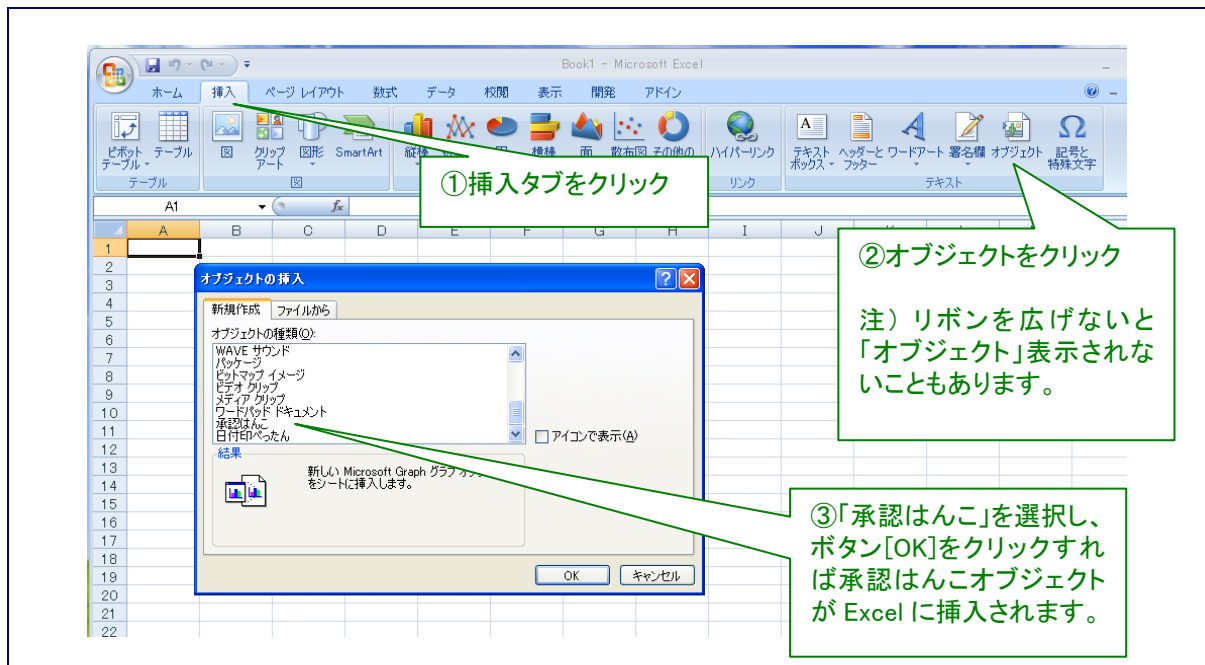 Book1 - Microsoft Excel
ホーム 挿入 ページ レイアウト 数式 データ 校閲 表示 開発 アドイン
ピボット テーブル
テーブル
図
クリップ アート
図形
SmartArt
面
散布図
その他の
ハイパーリンク
テキスト ボックス
ヘッダーと フッター
ワードアート
署名欄
オブジェクト
記号と 特殊文字
テーブル 図 リンク テキスト
①挿入タブをクリック
A1 fx
A B C D E F G H I J
1
2
3
4
5
6
7
8
9
10
11
12
13
14
15
16
17
18
19
20
21
22
②オブジェクトをクリック
注）リボンを広げないと
「オブジェクト」表示されな
いこともあります。
オブジェクトの挿入
新規作成 ファイルから
オブジェクトの種類(O):
WAVE サウンド
パッケージ
ビットマップ イメージ
ビデオ クリップ
メディア クリップ
ワードパッド ドキュメント
承認はんこ
日付印ぺったん
アイコンで表示(A)
結果
新しい Microsoft Graph グラフ
をシートに挿入します。
OK キャンセル
③「承認はんこ」を選択し、
ボタン[OK]をクリックすれ
ば承認はんこオブジェクト
が Excel に挿入されます。